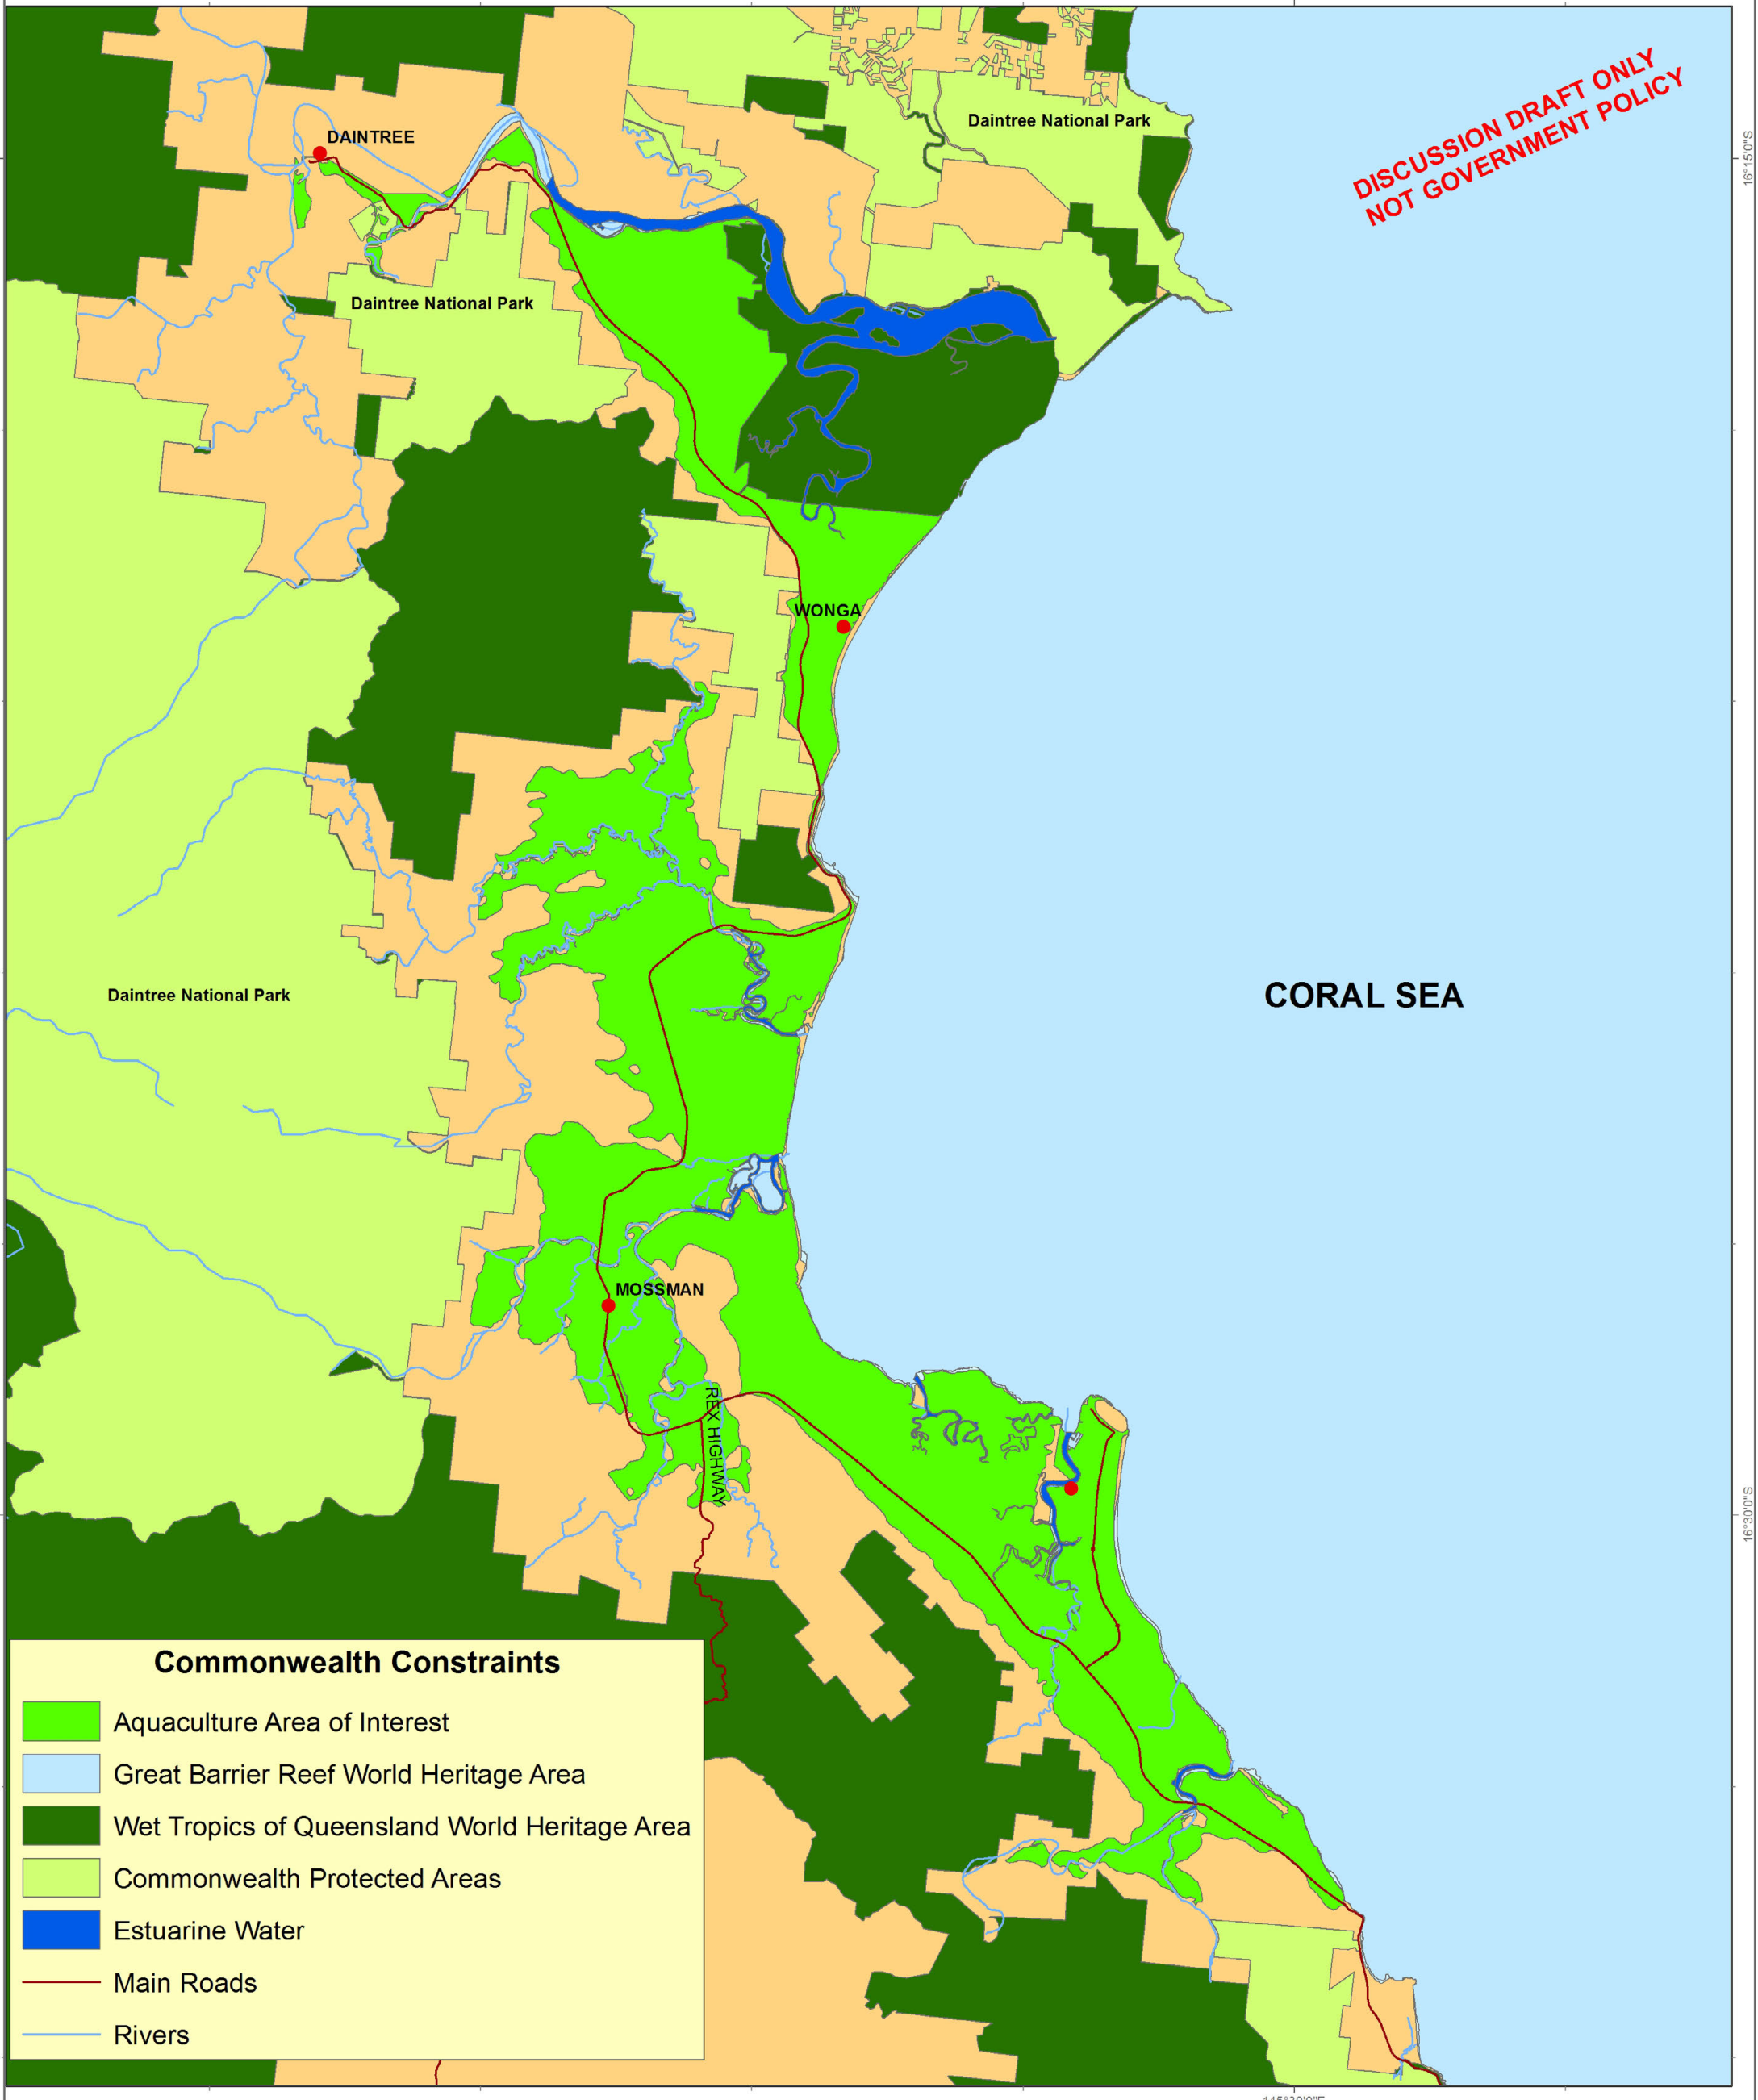 DISCUSSION DRAFT ONLY
NOT GOVERNMENT POLICY
Daintree National Park
DAINTREE
16°15'0"S
Daintree National Park
WONGA
Daintree National Park
CORAL SEA
MOSSMAN
REX HIGHWAY
16°30'0"S
Commonwealth Constraints
Aquaculture Area of Interest
Great Barrier Reef World Heritage Area
Wet Tropics of Queensland World Heritage Area
Commonwealth Protected Areas
Estuarine Water
Main Roads
Rivers